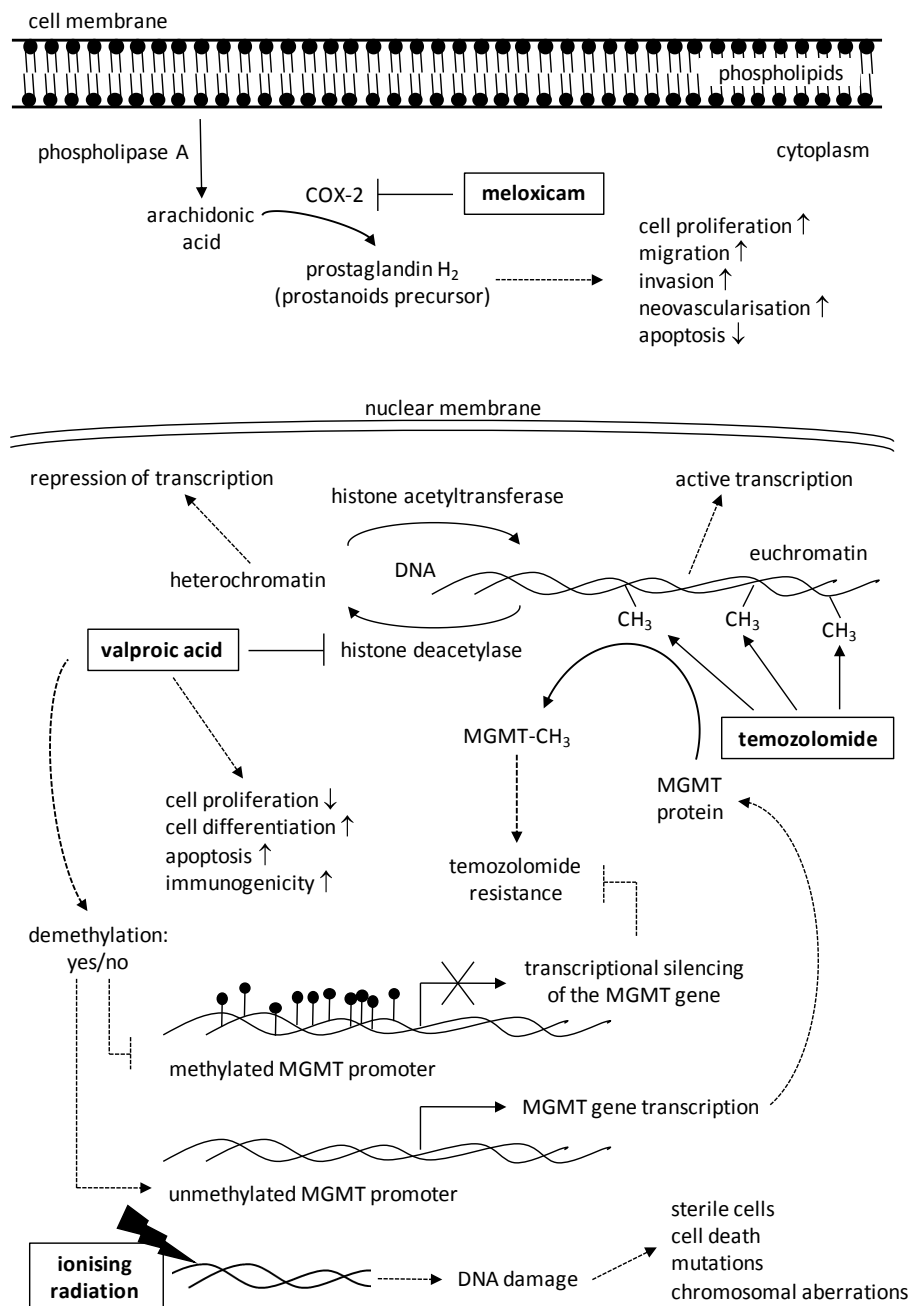 cell membrane
phospholipids
phospholipase A
cytoplasm
COX-2
meloxicam
arachidonic
acid
cell proliferation ↑
migration ↑
invasion ↑
neovascularisation ↑
apoptosis ↓
prostaglandin H₂
(prostanoids precursor)
nuclear membrane
repression of transcription
histone acetyltransferase
active transcription
euchromatin
heterochromatin
DNA
CH₃
CH₃
CH₃
valproic acid
histone deacetylase
temozolomide
MGMT-CH₃
MGMT
protein
cell proliferation ↓
cell differentiation ↑
apoptosis ↑
immunogenicity ↑
temozolomide
resistance
demethylation:
yes/no
transcriptional silencing
of the MGMT gene
methylated MGMT promoter
MGMT gene transcription
unmethylated MGMT promoter
ionising
radiation
DNA damage
sterile cells
cell death
mutations
chromosomal aberrations